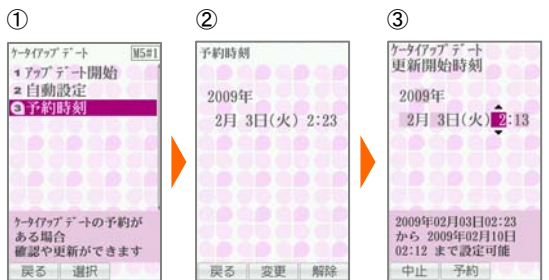 ①
ケータイアップデート M5#1
1 アップデート開始
2 自動設定
3 予約時刻
ケータイアップデートの予約が
ある場合
確認や更新ができます
戻る 選択
②
予約時刻
2009年
2月 3日(火) 2:23
戻る 変更 解除
③
ケータイアップデート
更新開始時刻
2009年
2月 3日(火) 2:13
2009年02月03日02:23
から 2009年02月10日
02:12 まで設定可能
中止 予約